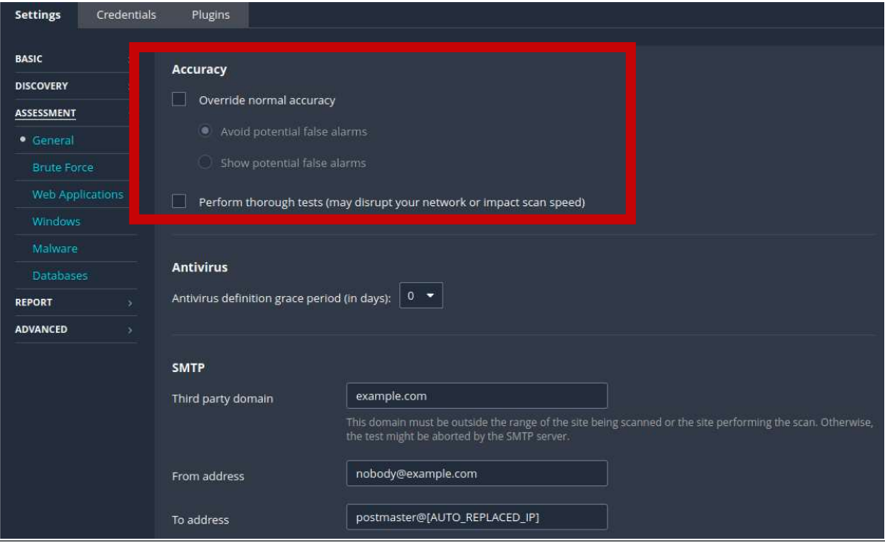 Settings Credentials Plugins
BASIC
DISCOVERY
ASSESSMENT
General
Brute Force
Web Applications
Windows
Malware
Databases
REPORT
ADVANCED
Accuracy
Override normal accuracy
Avoid potential false alarms
Show potential false alarms
Perform thorough tests (may disrupt your network or impact scan speed)
Antivirus
Antivirus definition grace period (in days): 0
SMTP
Third party domain example.com
This domain must be outside the range of the site being scanned or the site performing the scan. Otherwise,
the test might be aborted by the SMTP server.
From address nobody@example.com
To address postmaster@[AUTO_REPLACED_IP]